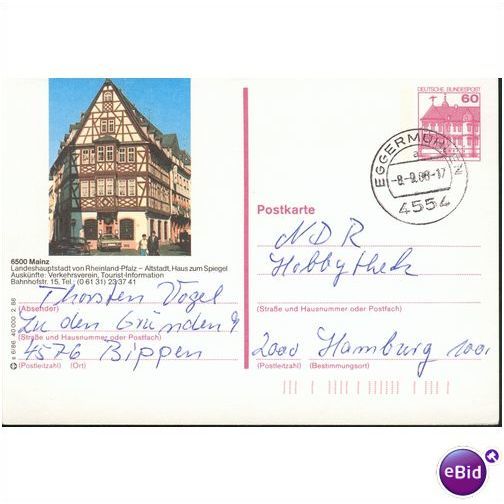 DEUTSCHE BUNDESPOST
60
EGGERMÜHLEN
a
-8.-9.86-17
4554
6500 Mainz
Landeshauptstadt von Rheinland-Pfalz – Altstadt, Haus zum Spiegel
Auskünfte: Verkehrsverein, Tourist-Information
Bahnhofstr. 15, Tel.: (0 61 31) 23 37 41
Thorsten Vogel
(Absender)
Zu den Gründen 9
(Straße und Hausnummer oder Postfach)
4576 Bippen
(Postleitzahl) (Ort)
Postkarte
NDR
Hobbythek
(Straße und Hausnummer oder Postfach)
2000 Hamburg 100
(Postleitzahl) (Bestimmungsort)
eBid